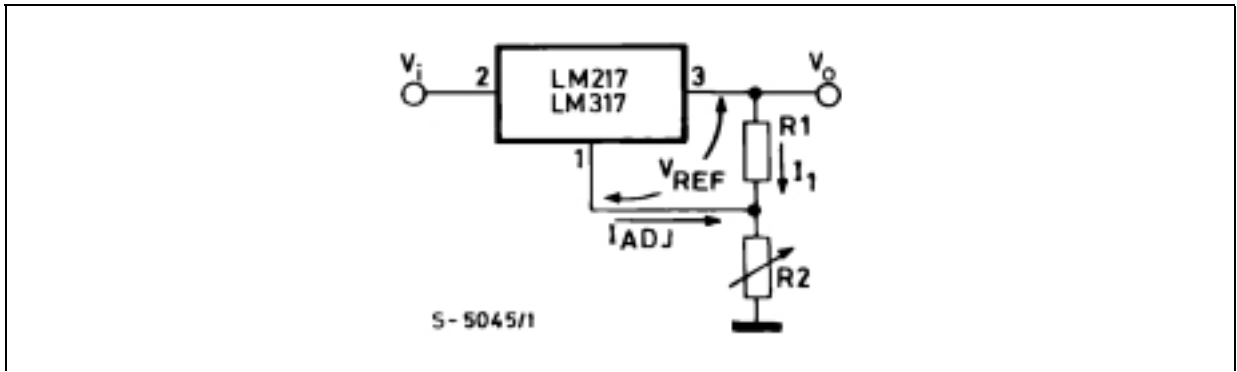 Vi
2
LM217
LM317
3
Vo
1
VREF
R1
I1
IADJ
R2
S-5045/1